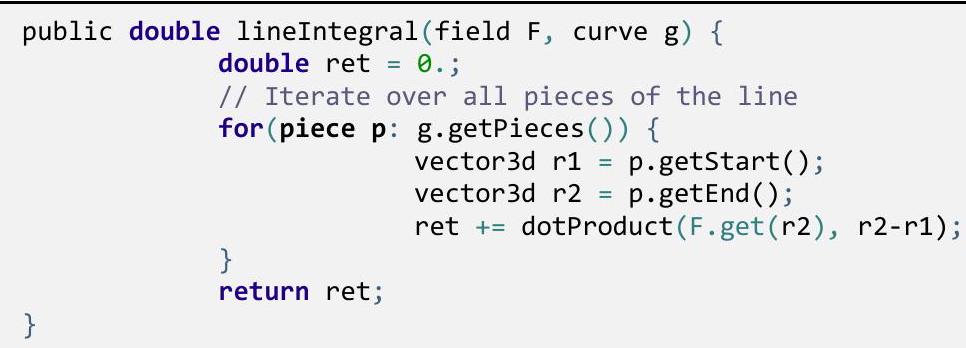 public double lineIntegral(field F, curve g) {
double ret = 0.;
// Iterate over all pieces of the line
for(piece p: g.getPieces()) {
vector3d r1 = p.getStart();
vector3d r2 = p.getEnd();
ret += dotProduct(F.get(r2), r2-r1);
}
return ret;
}